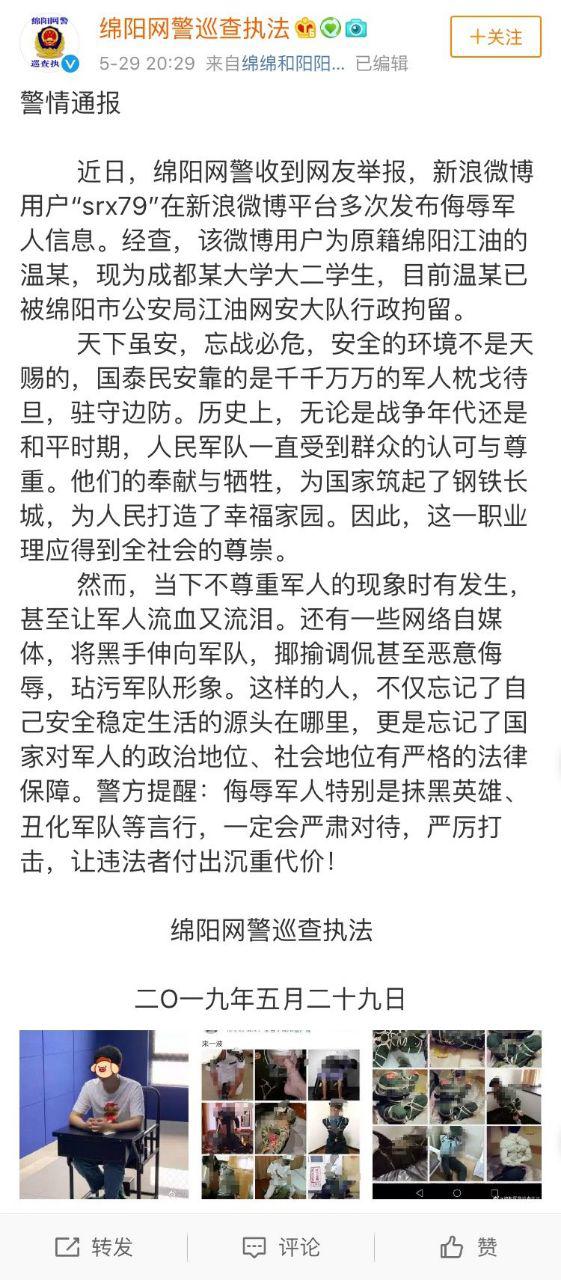 绵阳网警
巡查执
绵阳网警巡查执法
+关注
5-29 20:29 来自绵绵和阳阳... 已编辑
警情通报
近日，绵阳网警收到网友举报，新浪微博
用户“srx79”在新浪微博平台多次发布侮辱军
人信息。经查，该微博用户为原籍绵阳江油的
温某，现为成都某大学大二学生，目前温某已
被绵阳市公安局江油网安大队行政拘留。
天下虽安，忘战必危，安全的环境不是天
赐的，国泰民安靠的是千千万万的军人枕戈待
旦，驻守边防。历史上，无论是战争年代还是
和平时期，人民军队一直受到群众的认可与尊
重。他们的奉献与牺牲，为国家筑起了钢铁长
城，为人民打造了幸福家园。因此，这一职业
理应得到全社会的尊崇。
然而，当下不尊重军人的现象时有发生，
甚至让军人流血又流泪。还有一些网络自媒
体，将黑手伸向军队，揶揄调侃甚至恶意侮
辱，玷污军队形象。这样的人，不仅忘记了自
己安全稳定生活的源头在哪里，更是忘记了国
家对军人的政治地位、社会地位有严格的法律
保障。警方提醒：侮辱军人特别是抹黑英雄、
丑化军队等言行，一定会严肃对待，严厉打
击，让违法者付出沉重代价！
绵阳网警巡查执法
二O一九年五月二十九日
来一波
转发
评论
赞